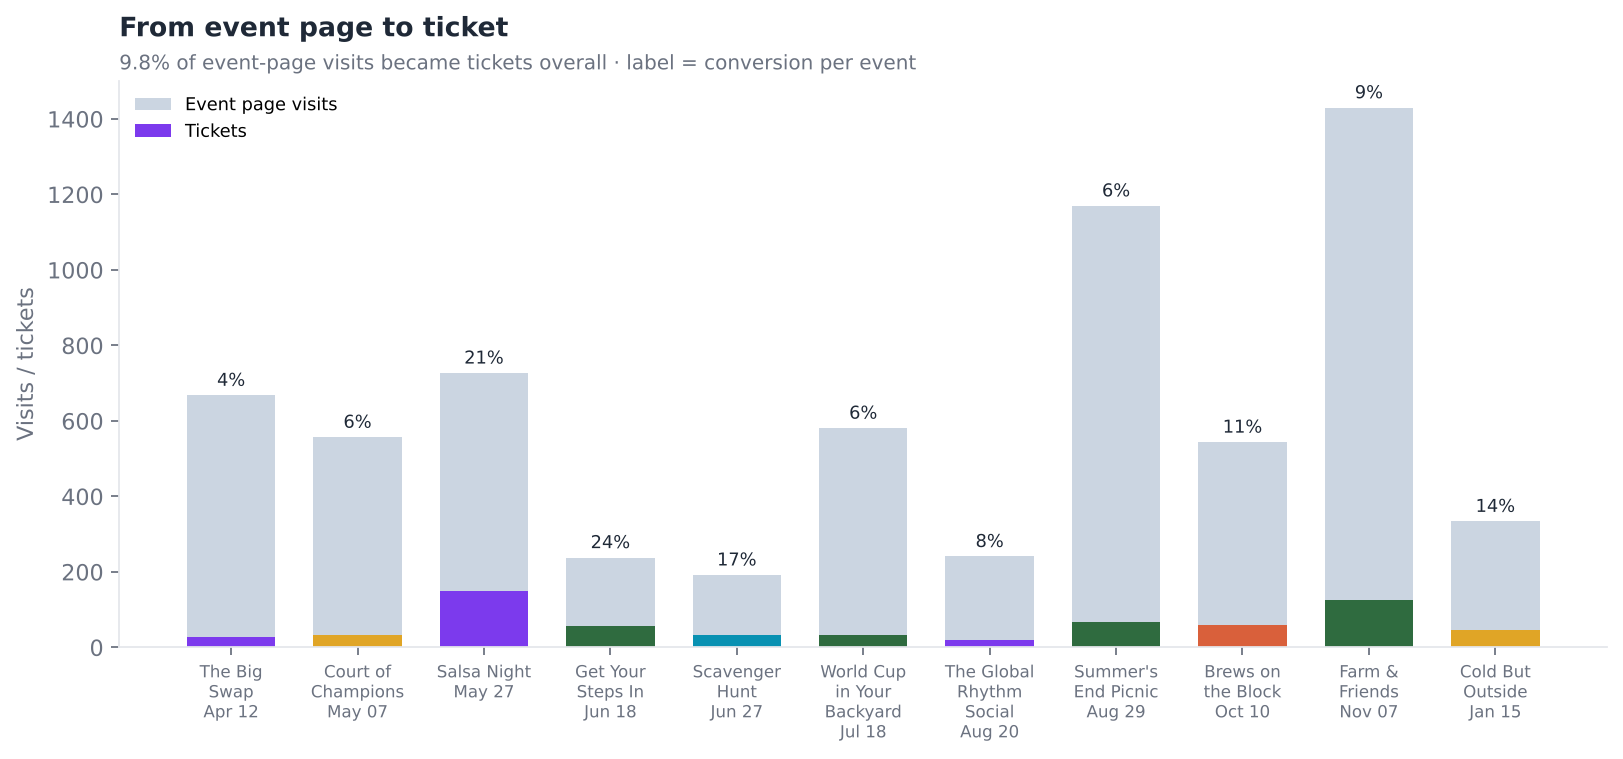 From event page to ticket
9.8% of event-page visits became tickets overall · label = conversion per event
Event page visits
Tickets
Visits / tickets
1400
1200
1000
800
600
400
200
0
4%
6%
21%
24%
17%
6%
8%
6%
11%
9%
14%
The Big
Swap
Apr 12
Court of
Champions
May 07
Salsa Night
May 27
Get Your
Steps In
Jun 18
Scavenger
Hunt
Jun 27
World Cup
in Your
Backyard
Jul 18
The Global
Rhythm
Social
Aug 20
Summer's
End Picnic
Aug 29
Brews on
the Block
Oct 10
Farm &
Friends
Nov 07
Cold But
Outside
Jan 15